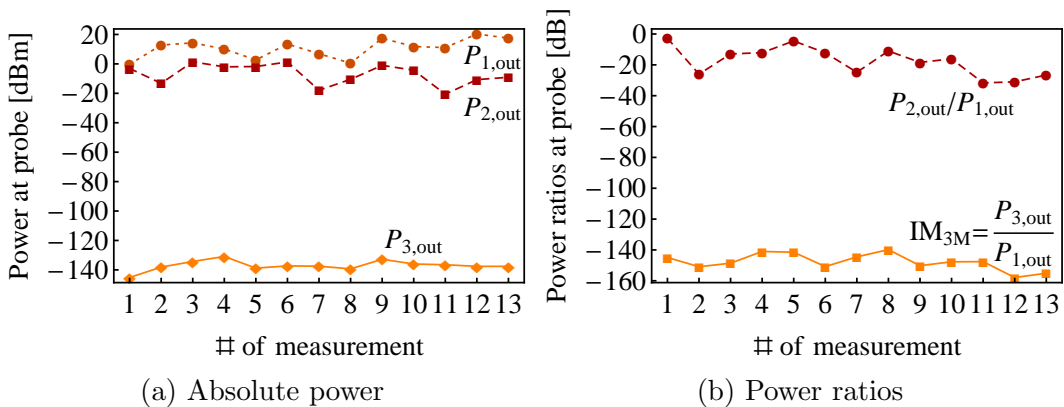 Power at probe [dBm]
20
0
−20
−40
−60
−80
−100
−120
−140
P1,out
P2,out
P3,out
1 2 3 4 5 6 7 8 9 10 11 12 13
# of measurement
(a) Absolute power
Power ratios at probe [dB]
0
−20
−40
−60
−80
−100
−120
−140
−160
P2,out/P1,out
IM3M= P3,out
P1,out
1 2 3 4 5 6 7 8 9 10 11 12 13
# of measurement
(b) Power ratios